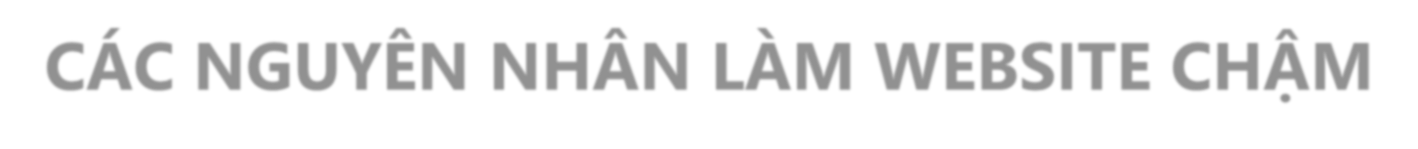 CÁC NGUYÊN NHÂN LÀM WEBSITE CHẬM